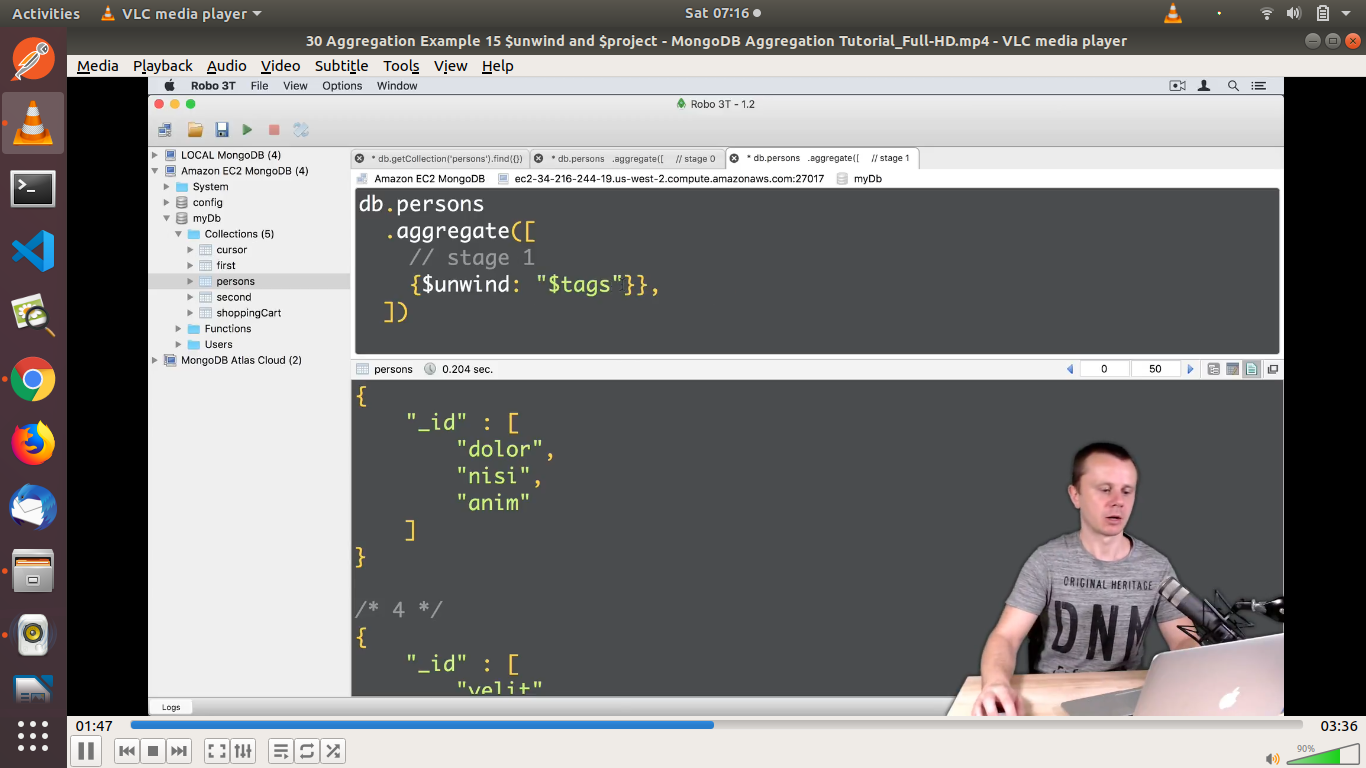 Activities VLC media player Sat 07:16
30 Aggregation Example 15 $unwind and $project - MongoDB Aggregation Tutorial_Full-HD.mp4 - VLC media player
Media Playback Audio Video Subtitle Tools View Help
Robo 3T File View Options Window
Robo 3T - 1.2
LOCAL MongoDB (4)
Amazon EC2 MongoDB (4)
System
config
myDb
Collections (5)
cursor
first
persons
second
shoppingCart
Functions
Users
MongoDB Atlas Cloud (2)
* db.getCollection('persons').find({}) * db.persons .aggregate([ // stage 0 * db.persons .aggregate([ // stage 1
Amazon EC2 MongoDB ec2-34-216-244-19.us-west-2.compute.amazonaws.com:27017 myDb
db.persons
.aggregate([
// stage 1
{$unwind: "$tags"}},
])
persons 0.204 sec. 0 50
{
"_id" : [
"dolor",
"nisi",
"anim"
]
}
/* 4 */
{
"_id" : [
"velit"
ORIGINAL HERITAGE
DNM
Logs
01:47 03:36
90%